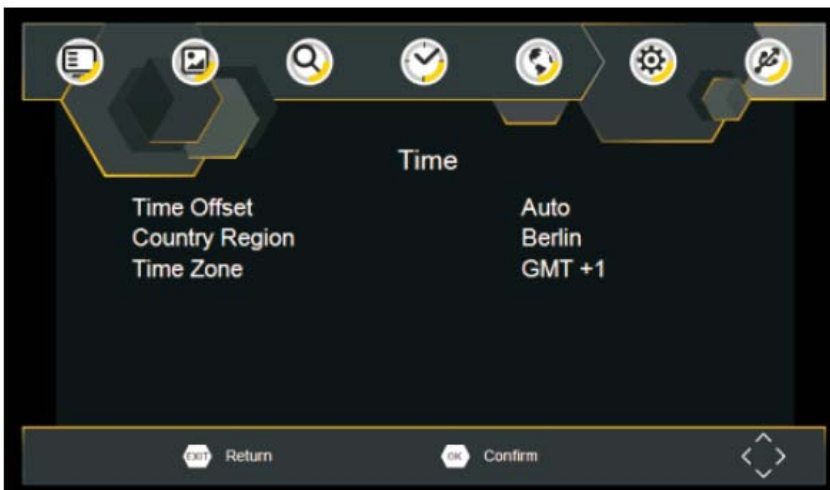 Time
Time Offset Auto
Country Region Berlin
Time Zone GMT +1
EXIT Return OK Confirm